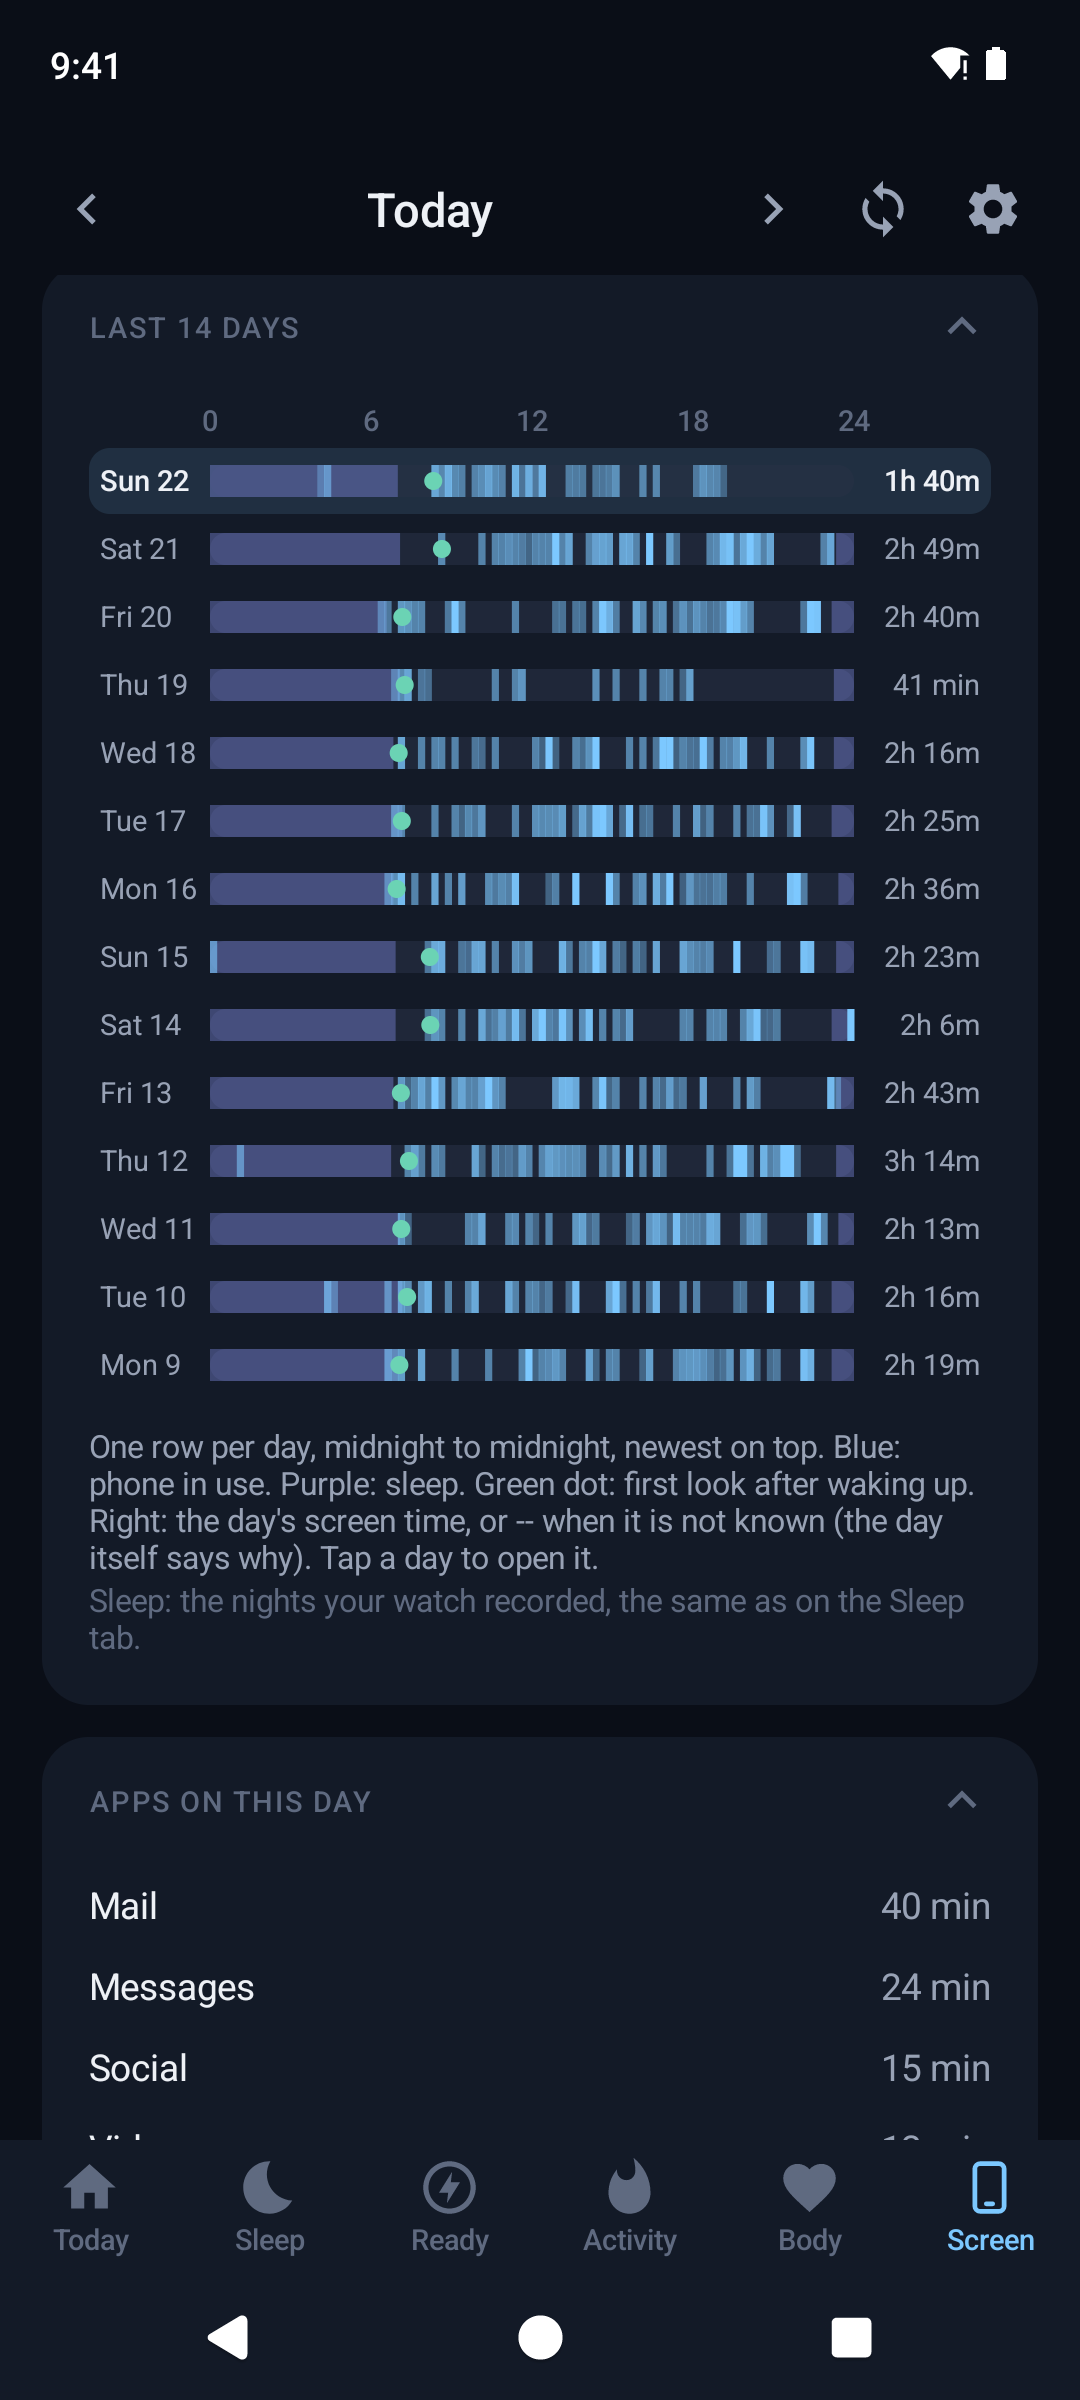 9:41
Today
LAST 14 DAYS
0 6 12 18 24
Sun 22 1h 40m
Sat 21 2h 49m
Fri 20 2h 40m
Thu 19 41 min
Wed 18 2h 16m
Tue 17 2h 25m
Mon 16 2h 36m
Sun 15 2h 23m
Sat 14 2h 6m
Fri 13 2h 43m
Thu 12 3h 14m
Wed 11 2h 13m
Tue 10 2h 16m
Mon 9 2h 19m
One row per day, midnight to midnight, newest on top. Blue:
phone in use. Purple: sleep. Green dot: first look after waking up.
Right: the day's screen time, or -- when it is not known (the day
itself says why). Tap a day to open it.
Sleep: the nights your watch recorded, the same as on the Sleep
tab.
APPS ON THIS DAY
Mail 40 min
Messages 24 min
Social 15 min
Today Sleep Ready Activity Body Screen